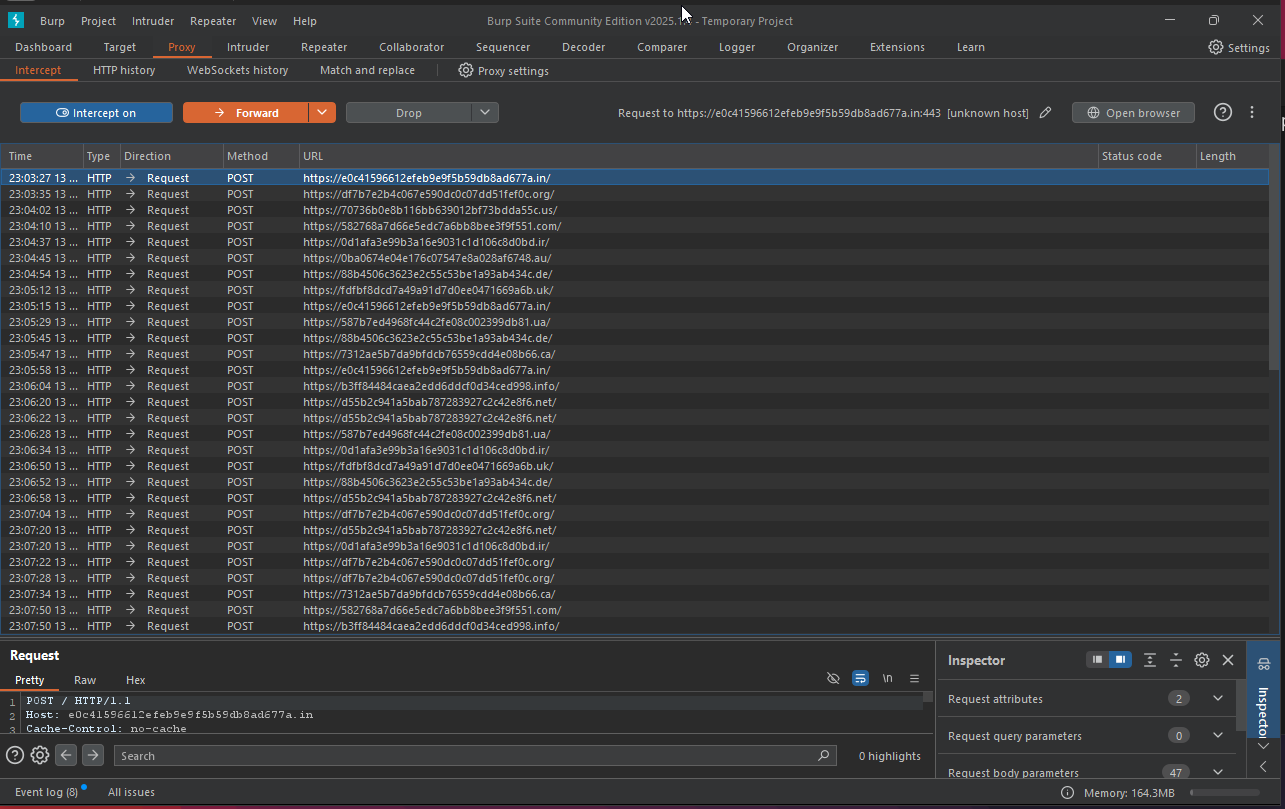 Burp Project Intruder Repeater View Help Burp Suite Community Edition v2025. - Temporary Project
Dashboard Target Proxy Intruder Repeater Collaborator Sequencer Decoder Comparer Logger Organizer Extensions Learn Settings
Intercept HTTP history WebSockets history Match and replace Proxy settings
Intercept on Forward Drop Request to https://e0c41596612efeb9e9f5b59db8ad677a.in:443 [unknown host] Open browser
Time Type Direction Method URL Status code Length
23:03:27 13 ... HTTP → Request POST https://e0c41596612efeb9e9f5b59db8ad677a.in/
23:03:35 13 ... HTTP → Request POST https://df7b7e2b4c067e590dc0c07dd51fef0c.org/
23:04:02 13 ... HTTP → Request POST https://70736b0e8b116bb639012bf73bdda55c.us/
23:04:10 13 ... HTTP → Request POST https://582768a7d66e5edc7a6bb8bee3f9f551.com/
23:04:37 13 ... HTTP → Request POST https://0d1afa3e99b3a16e9031c1d106c8d0bd.ir/
23:04:45 13 ... HTTP → Request POST https://0ba0674e04e176c07547e8a028af6748.au/
23:04:54 13 ... HTTP → Request POST https://88b4506c3623e2c55c53be1a93ab434c.de/
23:05:12 13 ... HTTP → Request POST https://fdfbf8dcd7a49a91d7d0ee0471669a6b.uk/
23:05:15 13 ... HTTP → Request POST https://e0c41596612efeb9e9f5b59db8ad677a.in/
23:05:29 13 ... HTTP → Request POST https://587b7ed4968fc44c2fe08c002399db81.ua/
23:05:45 13 ... HTTP → Request POST https://88b4506c3623e2c55c53be1a93ab434c.de/
23:05:47 13 ... HTTP → Request POST https://7312ae5b7da9bfdcb76559cdd4e08b66.ca/
23:05:58 13 ... HTTP → Request POST https://e0c41596612efeb9e9f5b59db8ad677a.in/
23:06:04 13 ... HTTP → Request POST https://b3ff84484caea2edd6ddcf0d34ced998.info/
23:06:20 13 ... HTTP → Request POST https://d55b2c941a5bab787283927c2c42e8f6.net/
23:06:22 13 ... HTTP → Request POST https://d55b2c941a5bab787283927c2c42e8f6.net/
23:06:28 13 ... HTTP → Request POST https://587b7ed4968fc44c2fe08c002399db81.ua/
23:06:34 13 ... HTTP → Request POST https://0d1afa3e99b3a16e9031c1d106c8d0bd.ir/
23:06:50 13 ... HTTP → Request POST https://fdfbf8dcd7a49a91d7d0ee0471669a6b.uk/
23:06:52 13 ... HTTP → Request POST https://88b4506c3623e2c55c53be1a93ab434c.de/
23:06:58 13 ... HTTP → Request POST https://d55b2c941a5bab787283927c2c42e8f6.net/
23:07:04 13 ... HTTP → Request POST https://df7b7e2b4c067e590dc0c07dd51fef0c.org/
23:07:20 13 ... HTTP → Request POST https://d55b2c941a5bab787283927c2c42e8f6.net/
23:07:20 13 ... HTTP → Request POST https://0d1afa3e99b3a16e9031c1d106c8d0bd.ir/
23:07:22 13 ... HTTP → Request POST https://df7b7e2b4c067e590dc0c07dd51fef0c.org/
23:07:28 13 ... HTTP → Request POST https://df7b7e2b4c067e590dc0c07dd51fef0c.org/
23:07:34 13 ... HTTP → Request POST https://7312ae5b7da9bfdcb76559cdd4e08b66.ca/
23:07:50 13 ... HTTP → Request POST https://582768a7d66e5edc7a6bb8bee3f9f551.com/
23:07:50 13 ... HTTP → Request POST https://b3ff84484caea2edd6ddcf0d34ced998.info/
Request
Pretty Raw Hex \n
1 POST / HTTP/1.1
2 Host: e0c41596612efeb9e9f5b59db8ad677a.in
3 Cache-Control: no-cache
Search 0 highlights
Inspector
Request attributes 2
Request query parameters 0
Request body parameters 47
Inspector
Event log (8) All issues Memory: 164.3MB